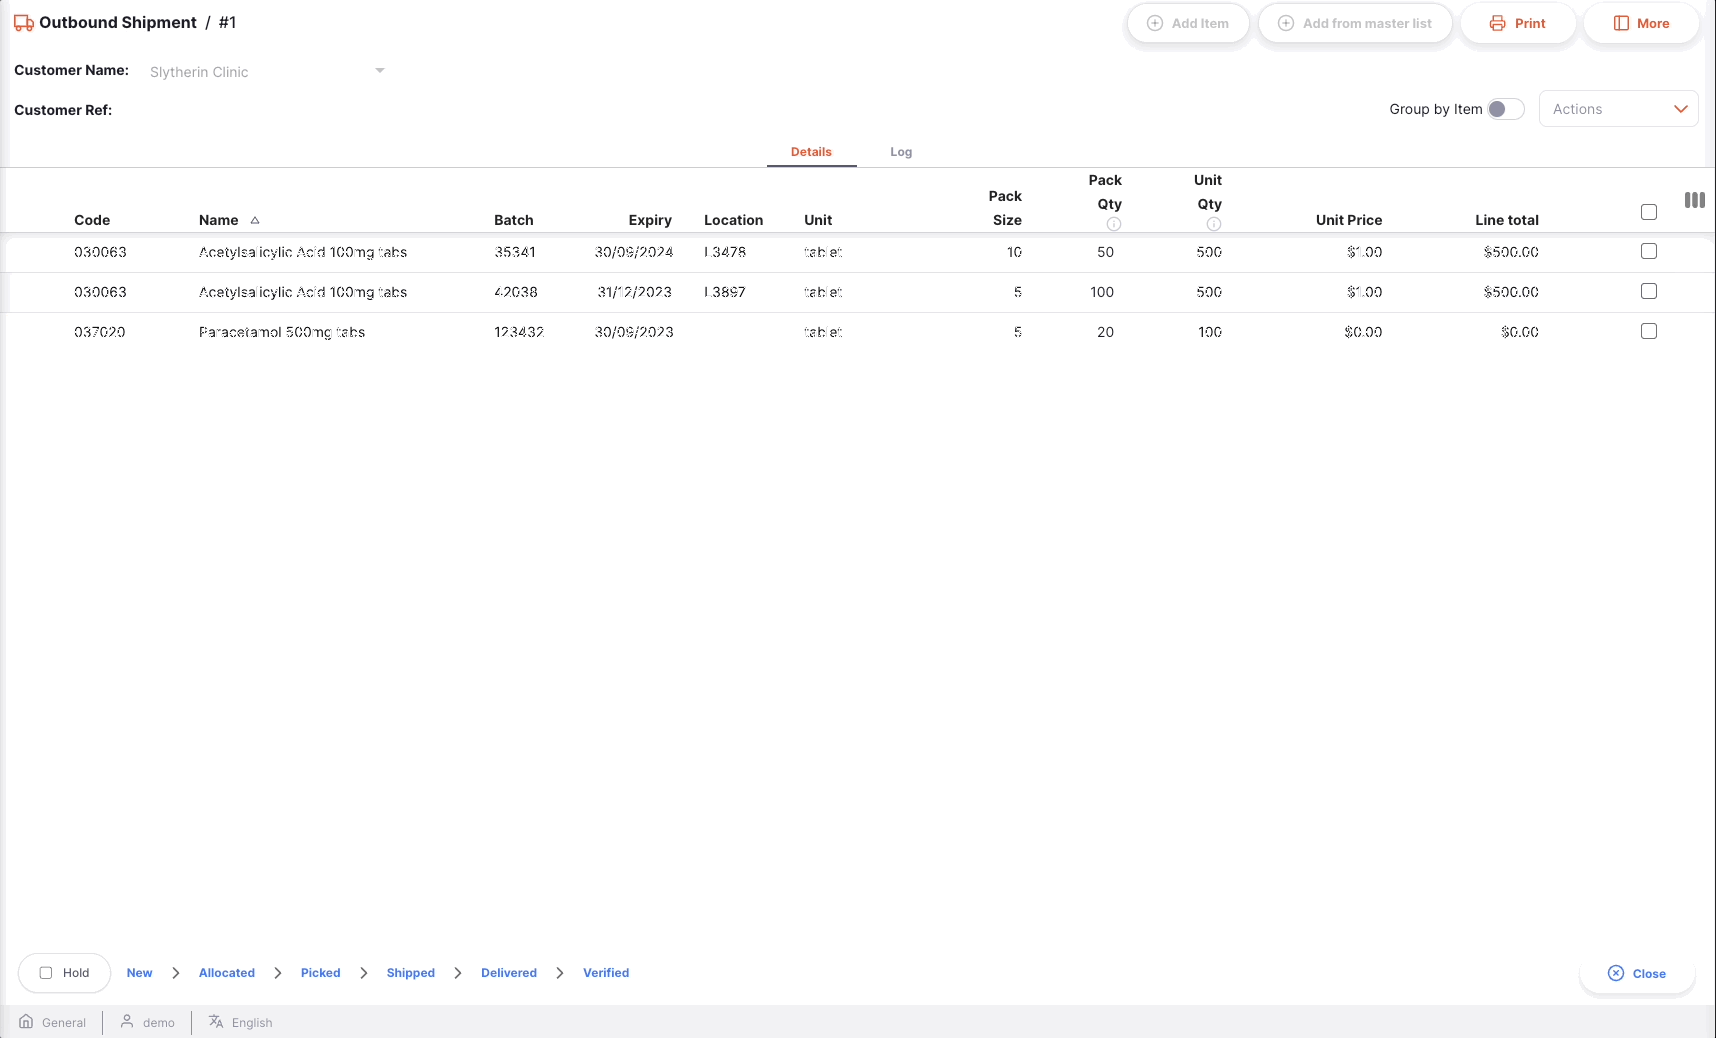 Outbound Shipment / #1
Add Item
Add from master list
Print
More
Customer Name: Slytherin Clinic
Customer Ref:
Group by Item
Actions
Details
Log
Code Name Batch Expiry Location Unit Pack Size Pack Qty Unit Qty Unit Price Line total
030063 Acetylsalicylic Acid 100mg tabs 35341 30/09/2024 L3478 tablet 10 50 500 $1.00 $500.00
030063 Acetylsalicylic Acid 100mg tabs 42038 31/12/2023 L3897 tablet 5 100 500 $1.00 $500.00
037020 Paracetamol 500mg tabs 123432 30/09/2023 tablet 5 20 100 $0.00 $0.00
Hold New Allocated Picked Shipped Delivered Verified Close
General demo English